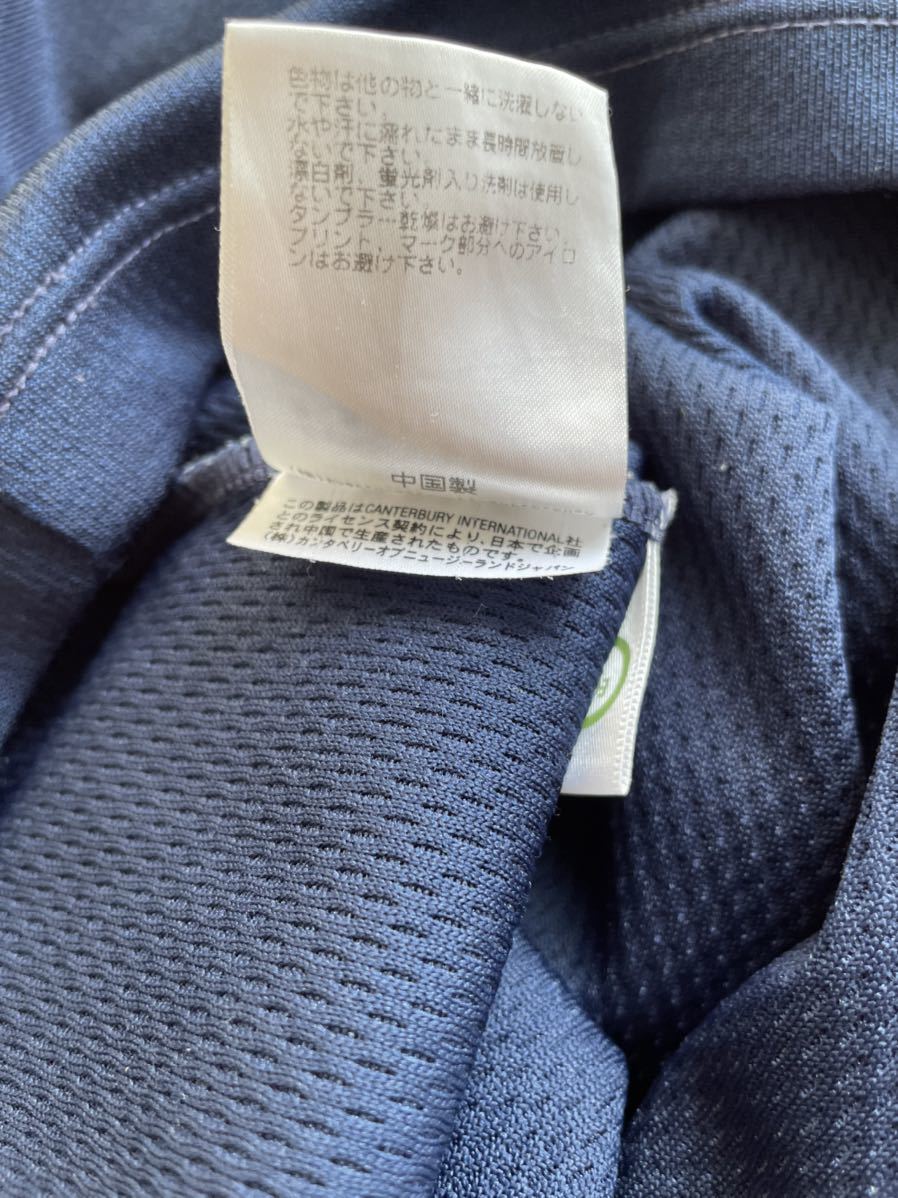 色物は他の物と一緒に洗濯しない
で下さい。
水や汗に濡れたまま長時間放置し
ないで下さい
漂白剤、蛍光剤入り洗剤は使用し
ないで下さい。
タンブラー乾燥はお避け下さい。
プリント、マーク部分へのアイロ
ンはお避け下さい。
中国製
この製品はCANTERBURY INTERNATIONAL社
とのライセンス契約により、日本で企画
され中国で生産されたものです。
(株)カンタベリーオブニュージーランドジャパン